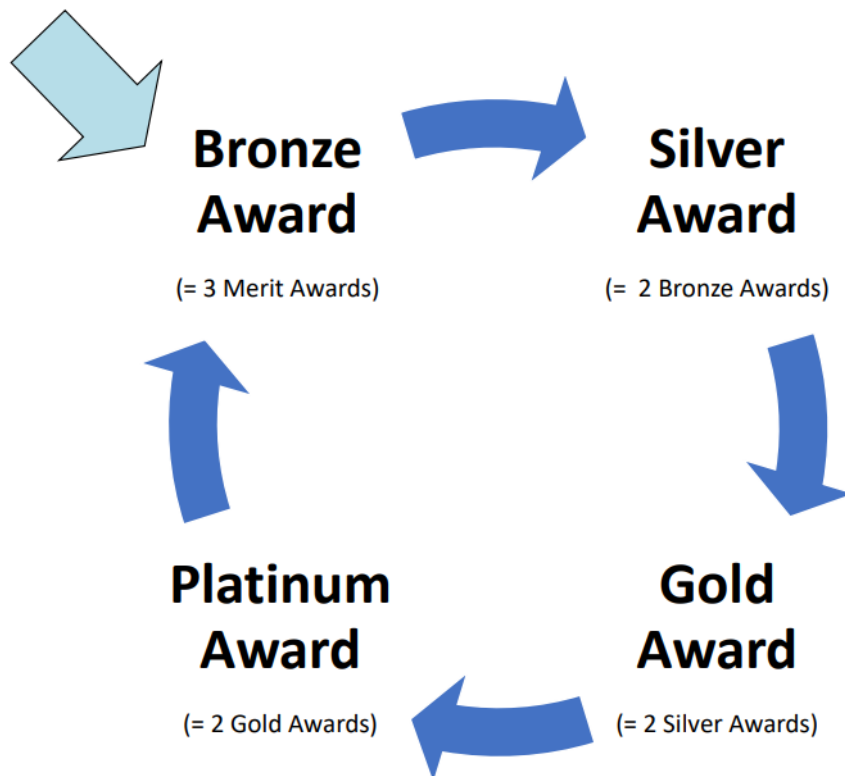 Bronze
Award
(= 3 Merit Awards)
Silver
Award
(=  2 Bronze Awards)
Gold
Award
(= 2 Silver Awards)
Platinum
Award
(= 2 Gold Awards)